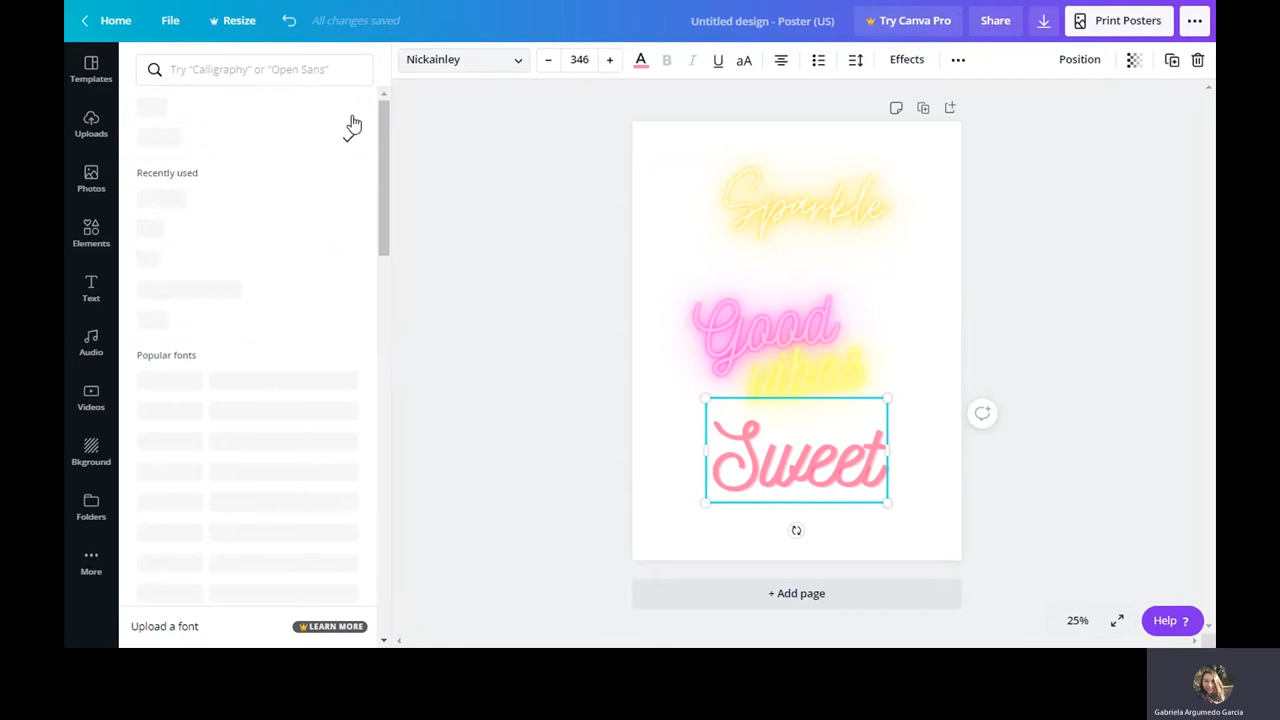 Home File Resize All changes saved Untitled design - Poster (US) Try Canva Pro Share Print Posters
Nickainley − 346 + A B I U aA Effects Position
Templates
Try "Calligraphy" or "Open Sans"
Uploads
Photos
Recently used
Elements
Text
Audio
Popular fonts
Videos
Bkground
Folders
More
Upload a font LEARN MORE
Sparkle
Good
vibes
Sweet
+ Add page
25% Help ?
Gabriela Argumedo Garcia